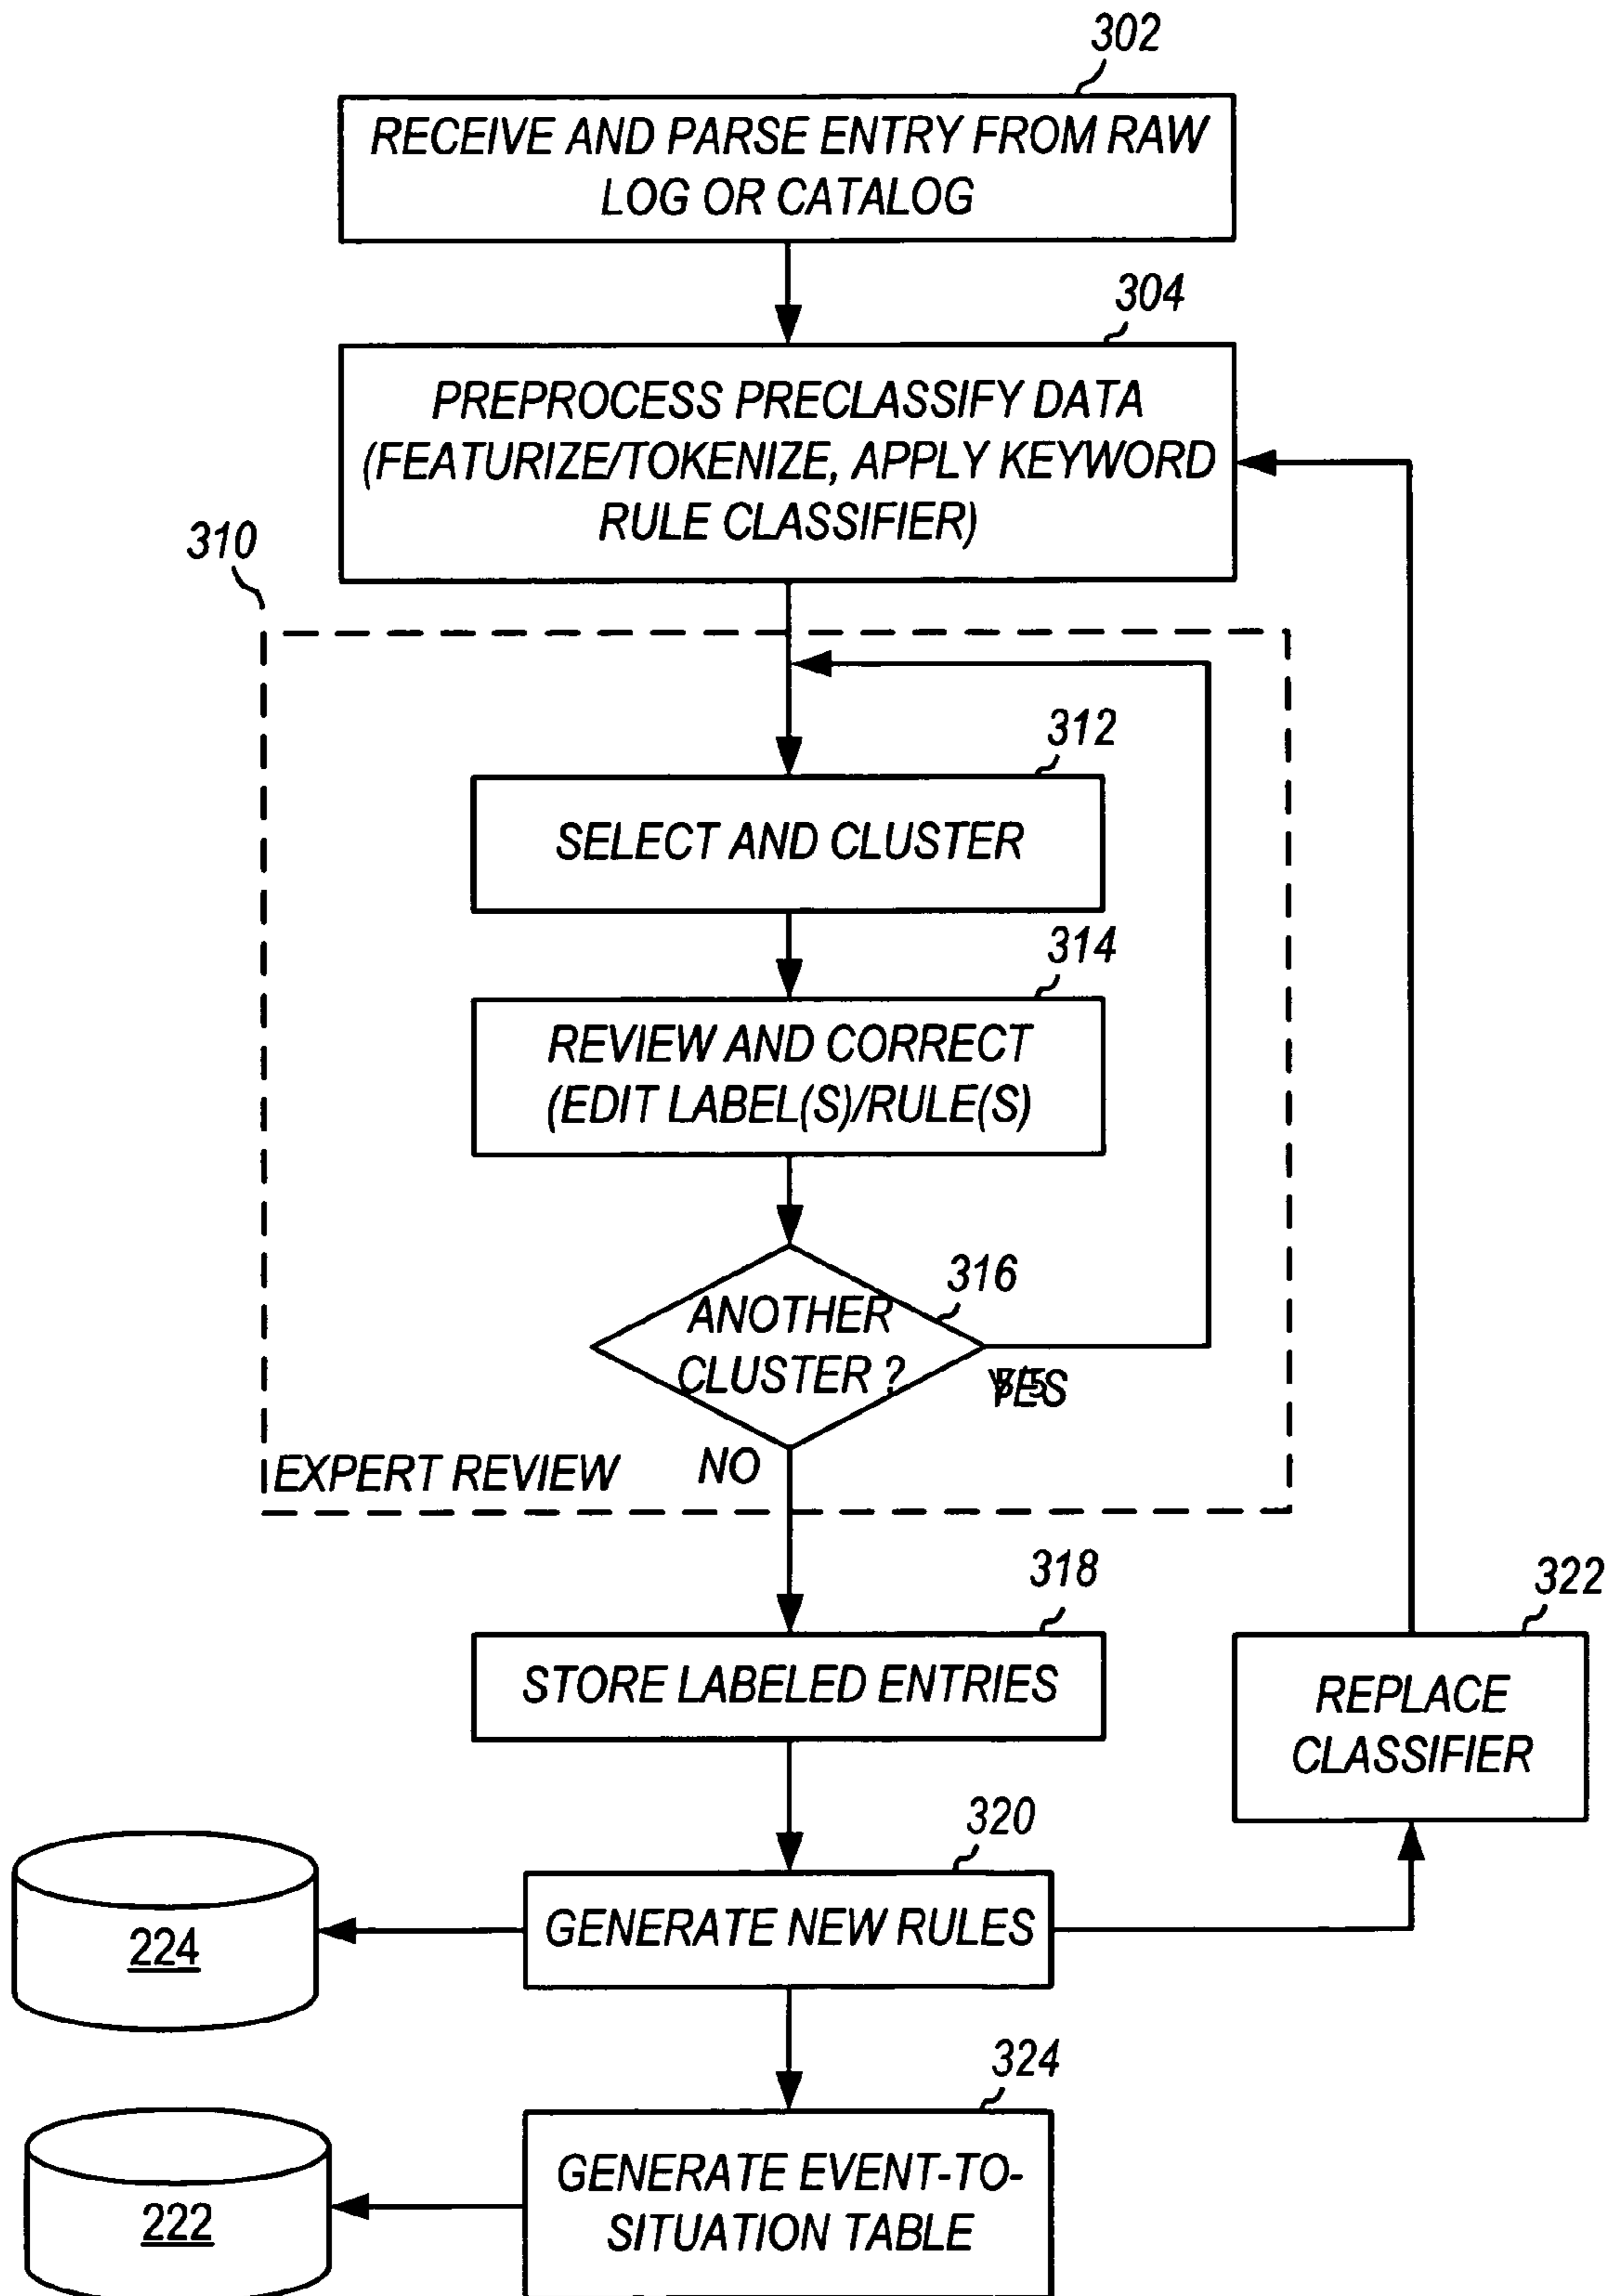 302
RECEIVE AND PARSE ENTRY FROM RAW
LOG OR CATALOG
304
PREPROCESS PRECLASSIFY DATA
(FEATURIZE/TOKENIZE, APPLY KEYWORD
RULE CLASSIFIER)
310
312
SELECT AND CLUSTER
314
REVIEW AND CORRECT
(EDIT LABEL(S)/RULE(S)
316
ANOTHER
CLUSTER ?
YES
NO
EXPERT REVIEW
318
STORE LABELED ENTRIES
322
REPLACE
CLASSIFIER
320
GENERATE NEW RULES
224
324
GENERATE EVENT-TO-
SITUATION TABLE
222